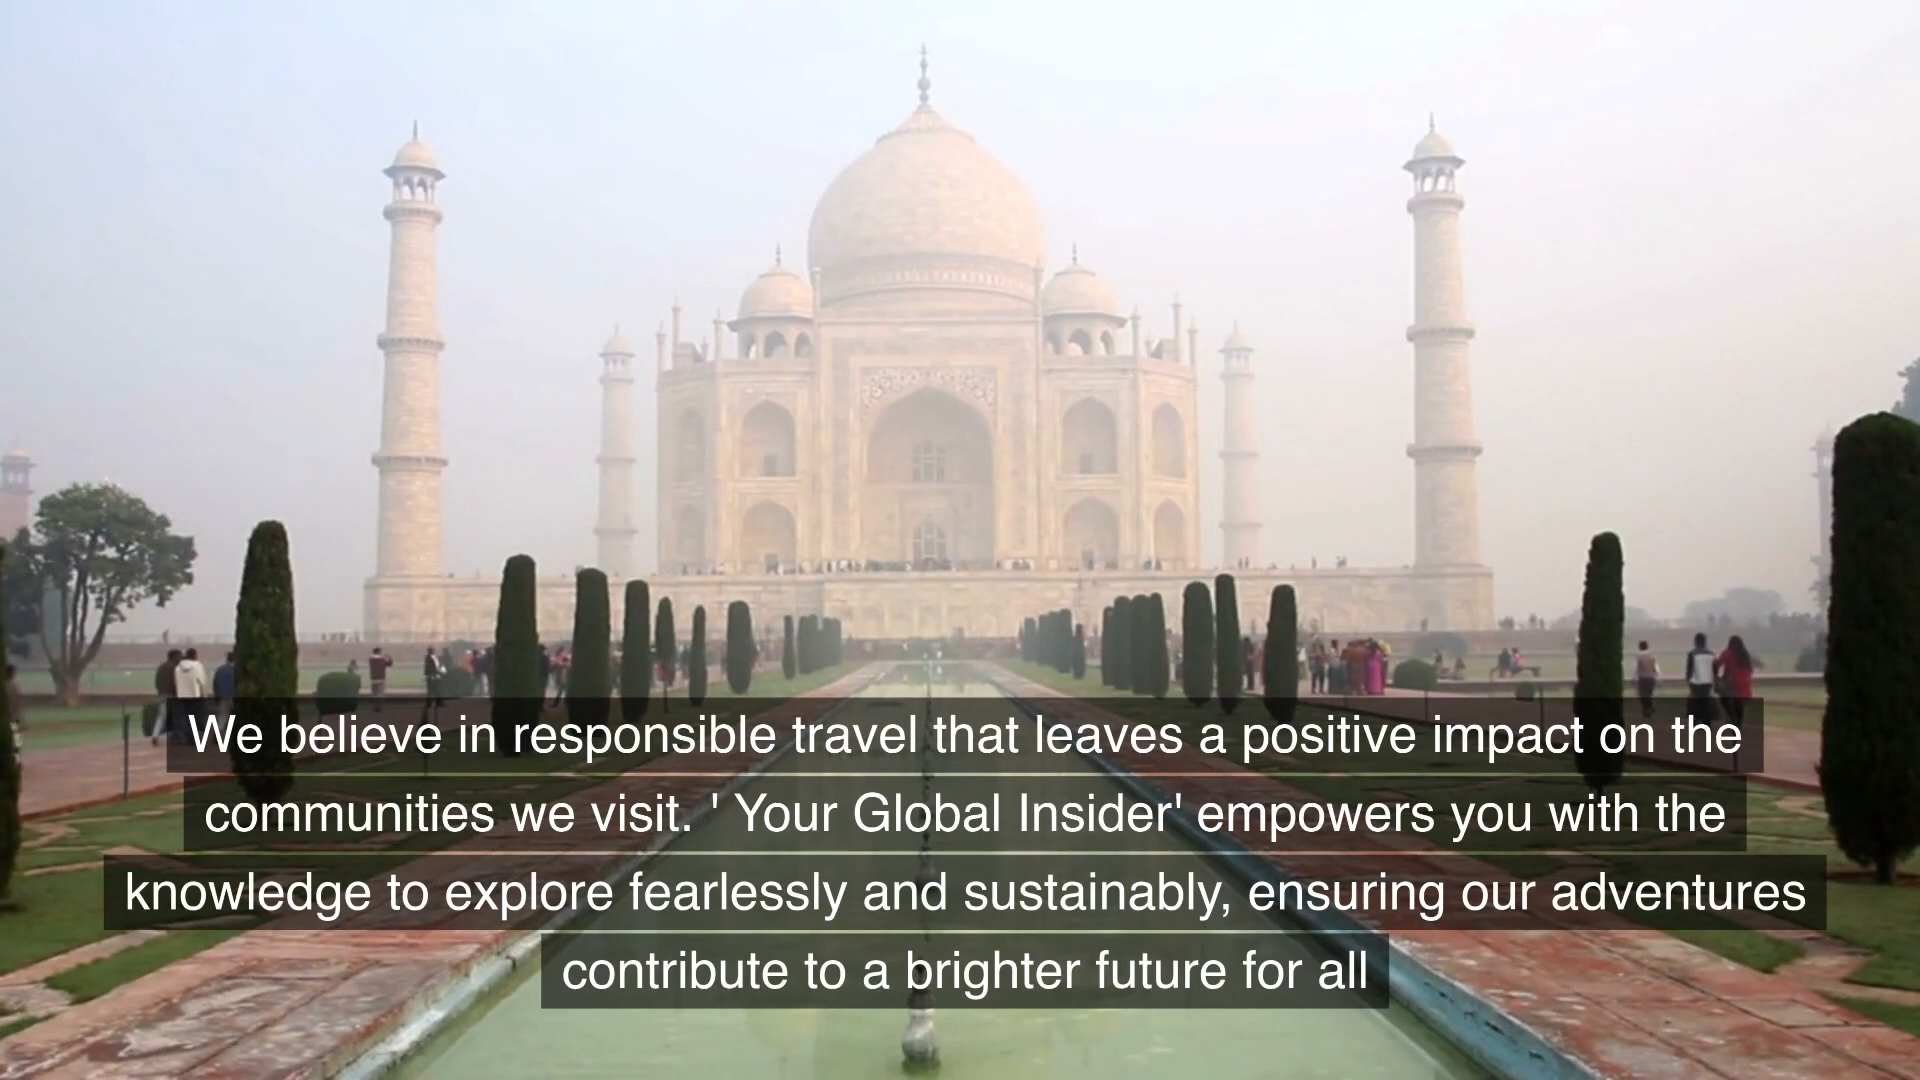 We believe in responsible travel that leaves a positive impact on the
communities we visit. ' Your Global Insider' empowers you with the
knowledge to explore fearlessly and sustainably, ensuring our adventures
contribute to a brighter future for all